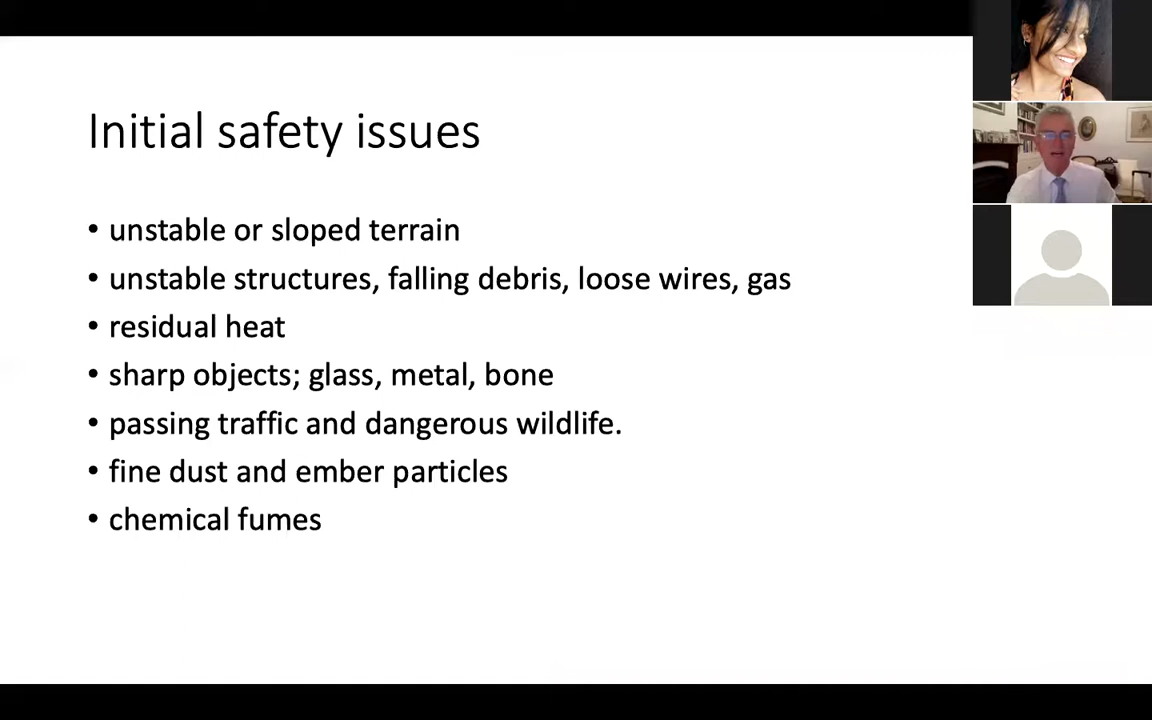 Initial safety issues
• unstable or sloped terrain
• unstable structures, falling debris, loose wires, gas
• residual heat
• sharp objects; glass, metal, bone
• passing traffic and dangerous wildlife.
• fine dust and ember particles
• chemical fumes